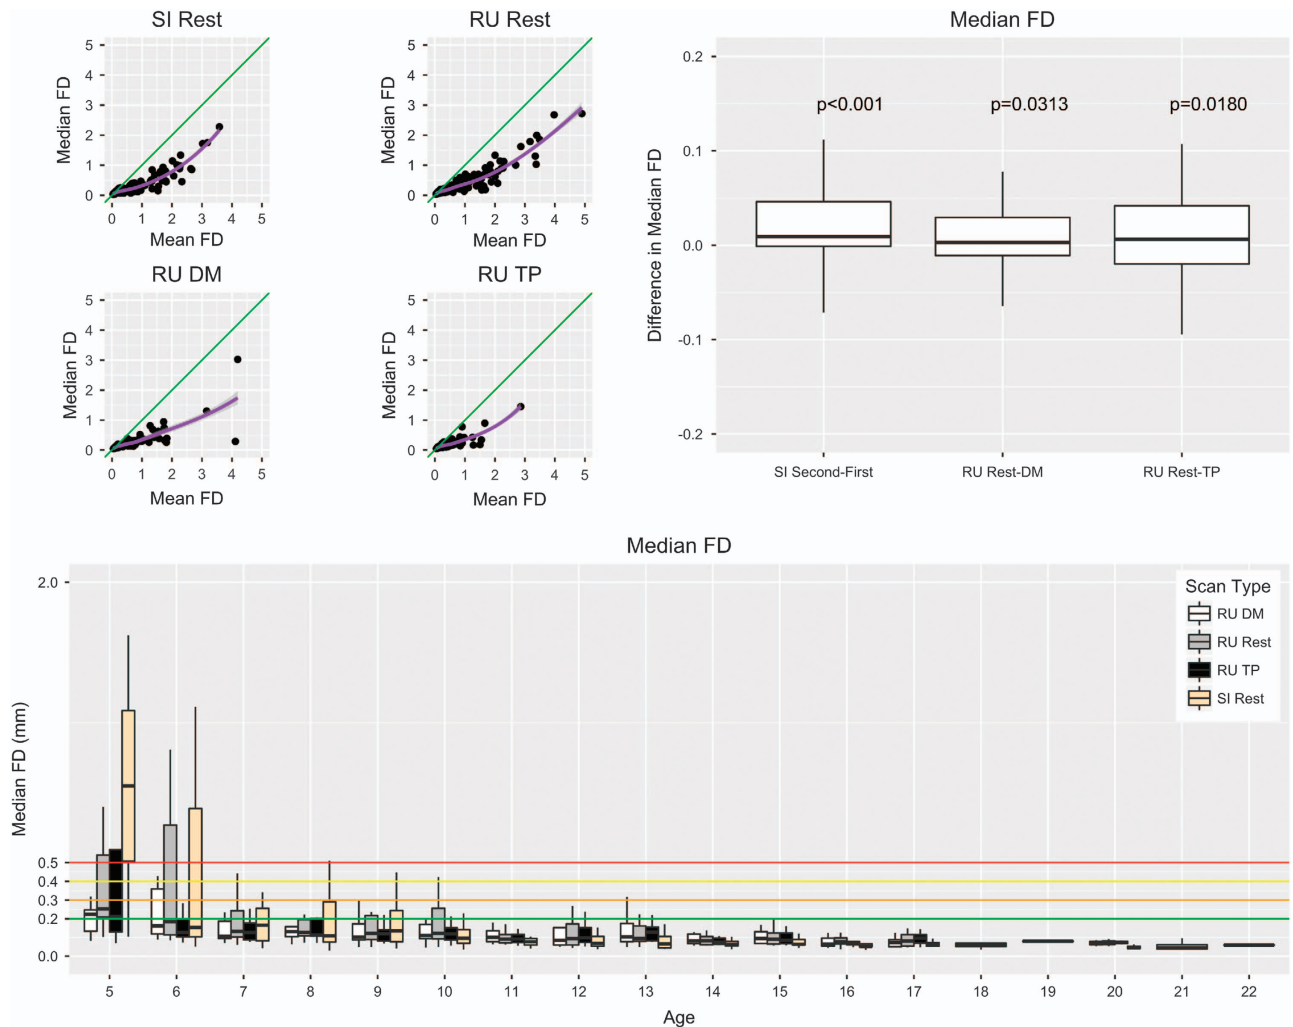 SI Rest
5
4
3
2
1
0
Median FD
0 1 2 3 4 5
Mean FD
RU Rest
5
4
3
2
1
0
Median FD
0 1 2 3 4 5
Mean FD
RU DM
5
4
3
2
1
0
Median FD
0 1 2 3 4 5
Mean FD
RU TP
5
4
3
2
1
0
Median FD
0 1 2 3 4 5
Mean FD
Median FD
0.2
0.1
0.0
-0.1
-0.2
Difference in Median FD
p<0.001 p=0.0313 p=0.0180
SI Second-First RU Rest-DM RU Rest-TP
Median FD
2.0
0.5
0.4
0.3
0.2
0.0
Median FD (mm)
Scan Type
RU DM
RU Rest
RU TP
SI Rest
5 6 7 8 9 10 11 12 13 14 15 16 17 18 19 20 21 22
Age